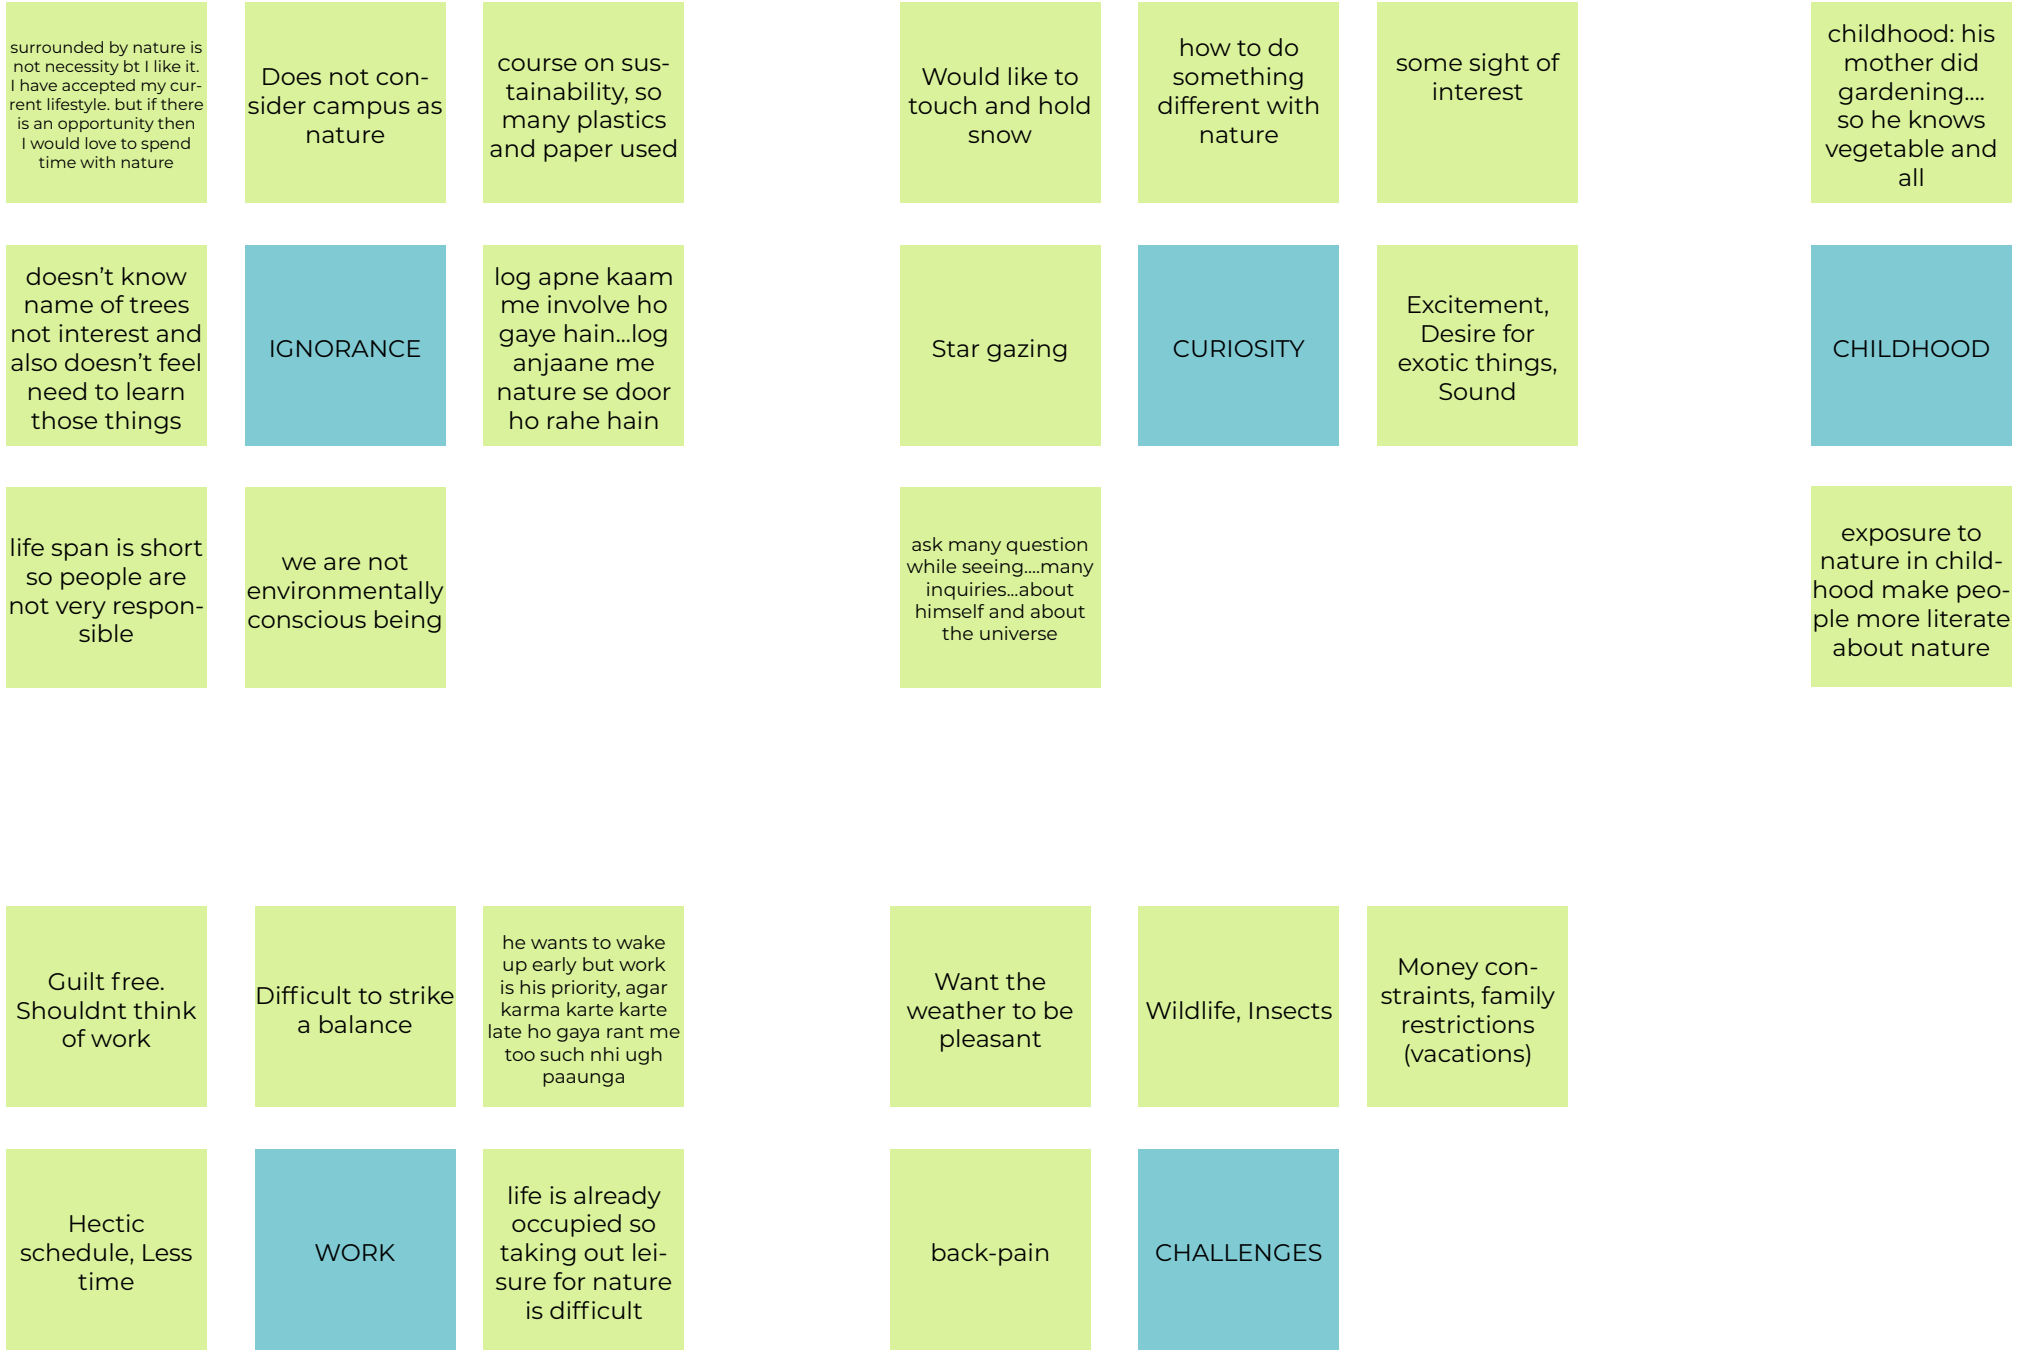 surrounded by nature is
not necessity bt I like it.
I have accepted my cur-
rent lifestyle. but if there
is an opportunity then
I would love to spend
time with nature
Does not con-
sider campus as
nature
course on sus-
tainability, so
many plastics
and paper used
doesn't know
name of trees
not interest and
also doesn't feel
need to learn
those things
IGNORANCE
log apne kaam
me involve ho
gaye hain...log
anjaane me
nature se door
ho rahe hain
life span is short
so people are
not very respon-
sible
we are not
environmentally
conscious being
Would like to
touch and hold
snow
how to do
something
different with
nature
some sight of
interest
Star gazing
CURIOSITY
Excitement,
Desire for
exotic things,
Sound
ask many question
while seeing....many
inquiries...about
himself and about
the universe
childhood: his
mother did
gardening....
so he knows
vegetable and
all
CHILDHOOD
exposure to
nature in child-
hood make peo-
ple more literate
about nature
Guilt free.
Shouldnt think
of work
Difficult to strike
a balance
he wants to wake
up early but work
is his priority, agar
karma karte karte
late ho gaya rant me
too such nhi ugh
paaunga
Hectic
schedule, Less
time
WORK
life is already
occupied so
taking out lei-
sure for nature
is difficult
Want the
weather to be
pleasant
Wildlife, Insects
Money con-
straints, family
restrictions
(vacations)
back-pain
CHALLENGES